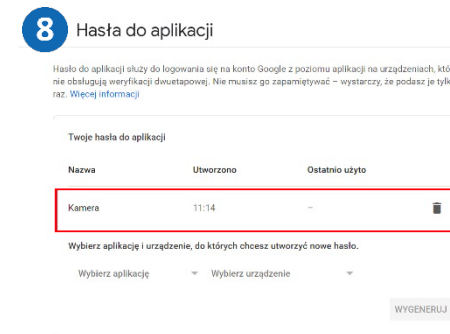 8 Hasła do aplikacji
Hasło do aplikacji służy do logowania się na konto Google z poziomu aplikacji na urządzeniach, któ
nie obsługują weryfikacji dwuetapowej. Nie musisz go zapamiętywać – wystarczy, że podasz je tylk
raz. Więcej informacji
Twoje hasła do aplikacji
Nazwa Utworzono Ostatnio użyto
Kamera 11:14 –
Wybierz aplikację i urządzenie, do których chcesz utworzyć nowe hasło.
Wybierz aplikację Wybierz urządzenie
WYGENERUJ